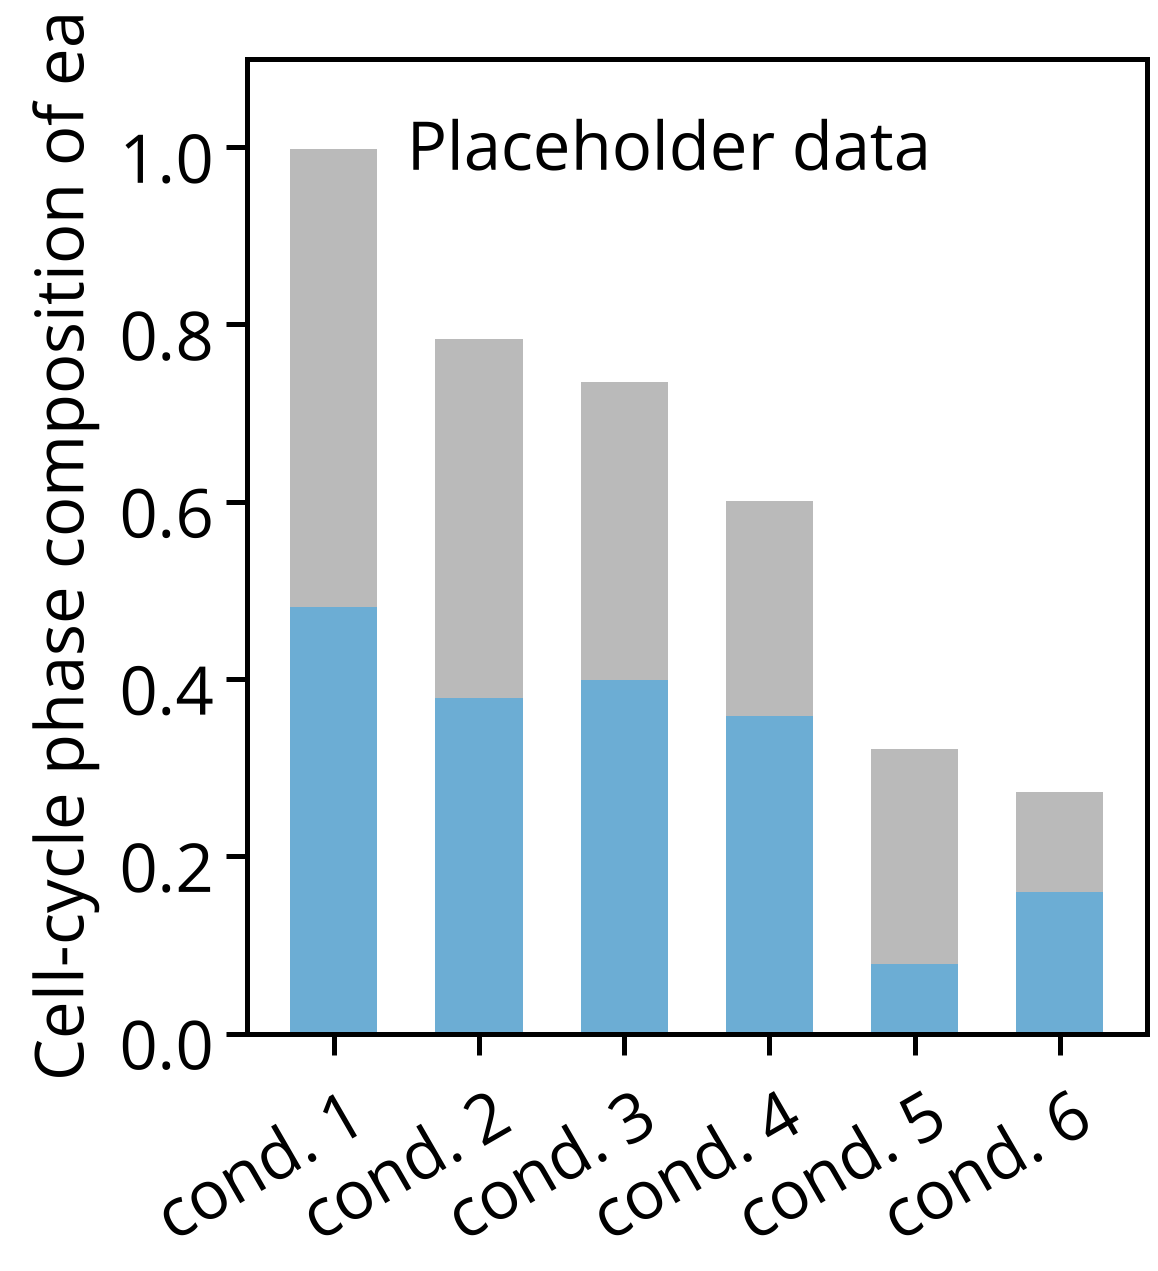 Cell-cycle phase composition of ea
Placeholder data
1.0
0.8
0.6
0.4
0.2
0.0
cond. 1
cond. 2
cond. 3
cond. 4
cond. 5
cond. 6